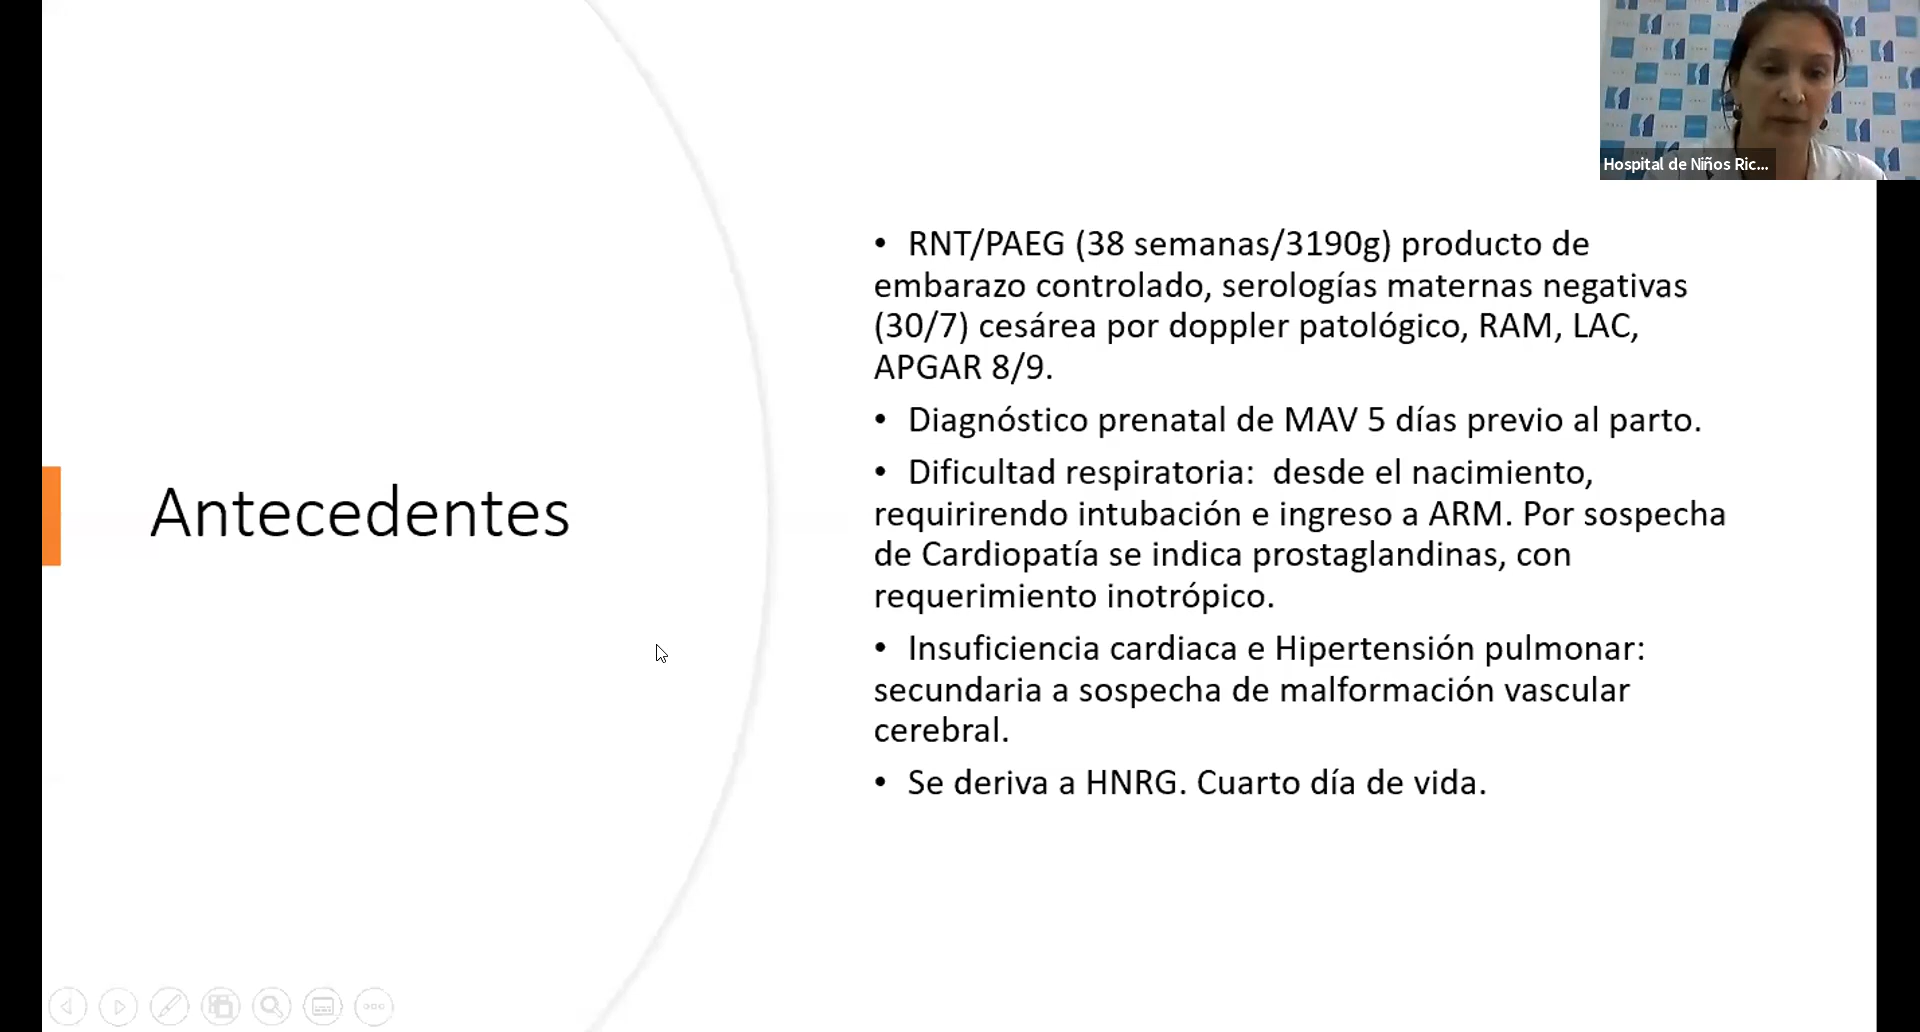 Hospital de Niños Ric...
Antecedentes
• RNT/PAEG (38 semanas/3190g) producto de
embarazo controlado, serologías maternas negativas
(30/7) cesárea por doppler patológico, RAM, LAC,
APGAR 8/9.
• Diagnóstico prenatal de MAV 5 días previo al parto.
• Dificultad respiratoria: desde el nacimiento,
requirirendo intubación e ingreso a ARM. Por sospecha
de Cardiopatía se indica prostaglandinas, con
requerimiento inotrópico.
• Insuficiencia cardiaca e Hipertensión pulmonar:
secundaria a sospecha de malformación vascular
cerebral.
• Se deriva a HNRG. Cuarto día de vida.